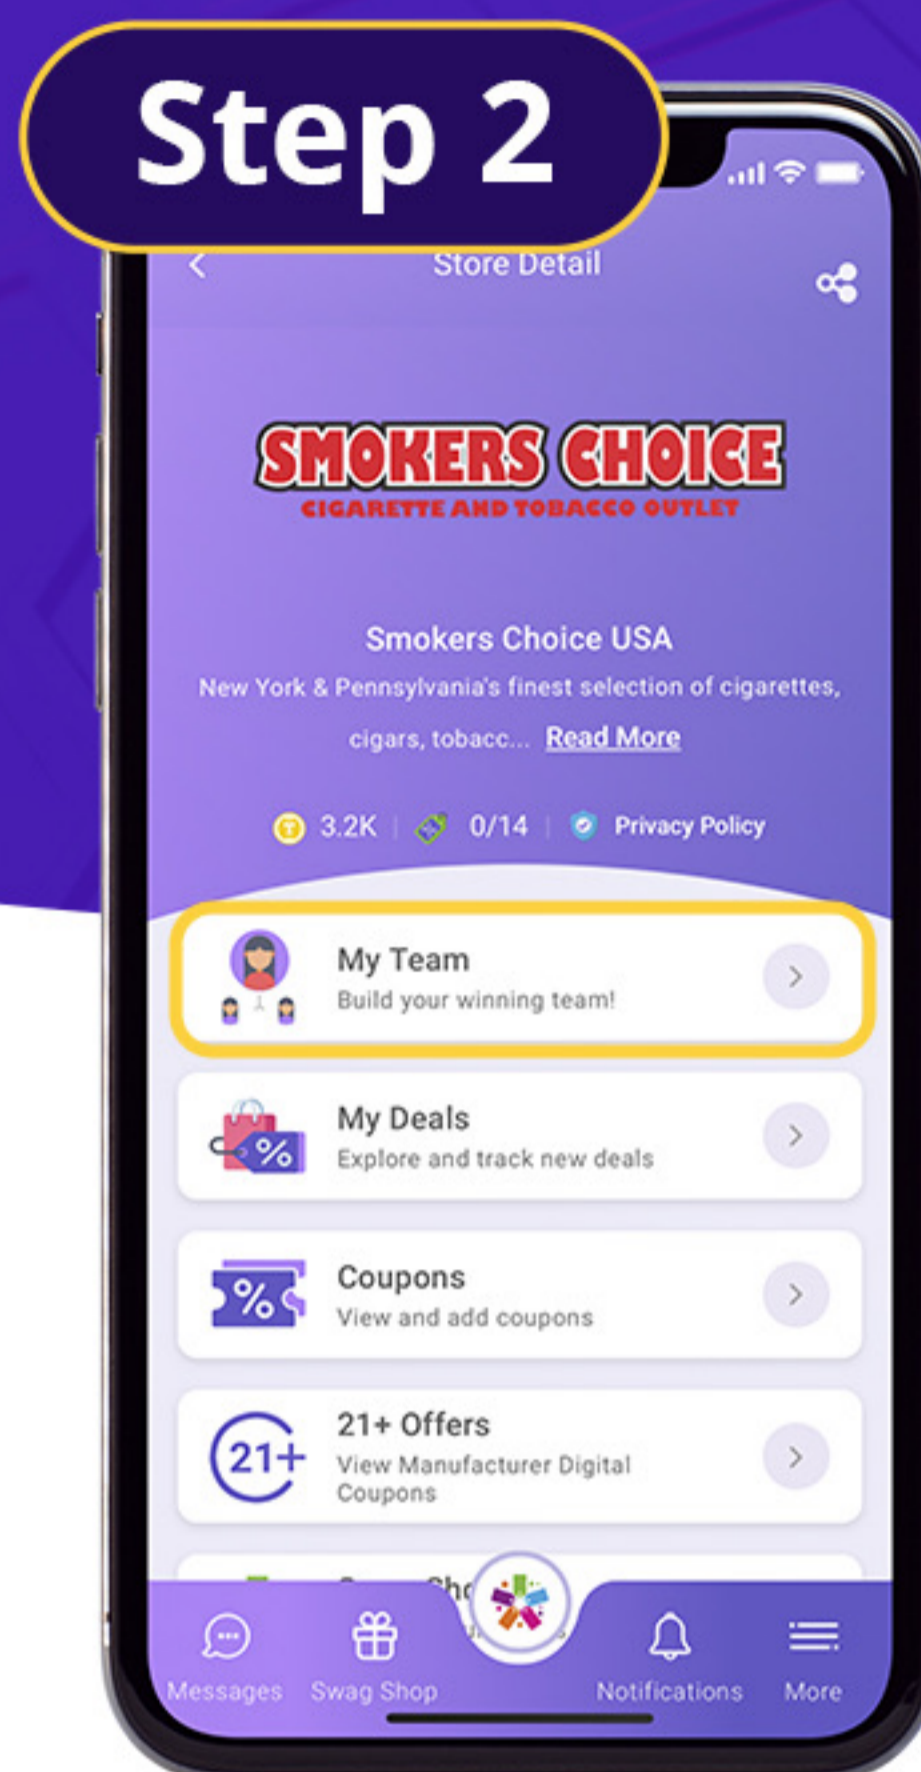 Step 2
Store Detail
SMOKERS CHOICE
CIGARETTE AND TOBACCO OUTLET
Smokers Choice USA
New York & Pennsylvania's finest selection of cigarettes,
cigars, tobacc... Read More
3.2K | 0/14 | Privacy Policy
My Team
Build your winning team!
My Deals
Explore and track new deals
%
Coupons
View and add coupons
%
21+ Offers
21+
View Manufacturer Digital
Coupons
Messages
Swag Shop
Notifications
More